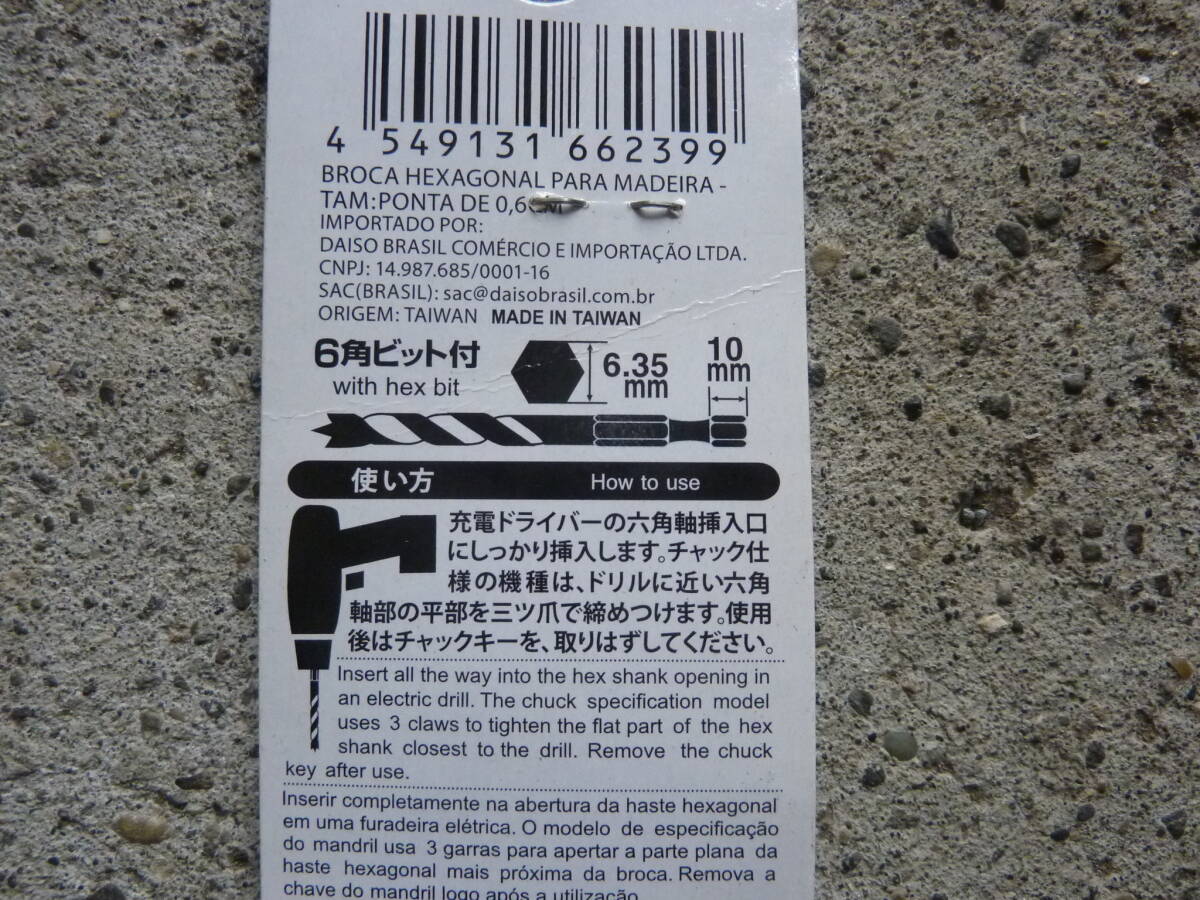 4 549131 662399
BROCA HEXAGONAL PARA MADEIRA -
TAM:PONTA DE 0,6CM
IMPORTADO POR:
DAISO BRASIL COMÉRCIO E IMPORTAÇÃO LTDA.
CNPJ: 14.987.685/0001-16
SAC(BRASIL): sac@daisobrasil.com.br
ORIGEM: TAIWAN MADE IN TAIWAN
6角ビット付
with hex bit
6.35
mm
10
mm
使い方 How to use
充電ドライバーの六角軸挿入口
にしっかり挿入します。チャック仕
様の機種は、ドリルに近い六角
軸部の平部を三ツ爪で締めつけます。使用
後はチャックキーを、取りはずしてください。
Insert all the way into the hex shank opening in
an electric drill. The chuck specification model
uses 3 claws to tighten the flat part of the hex
shank closest to the drill. Remove the chuck
key after use.
Inserir completamente na abertura da haste hexagonal
em uma furadeira elétrica. O modelo de especificação
do mandril usa 3 garras para apertar a parte plana da
haste hexagonal mais próxima da broca. Remova a
chave do mandril logo após a utilização.